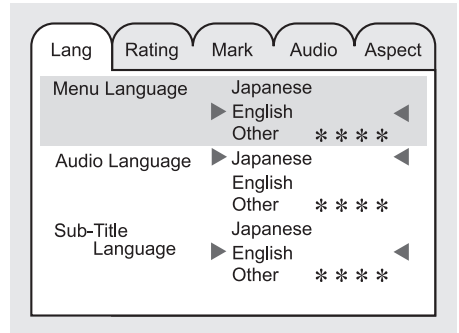 Lang Rating Mark Audio Aspect
Menu Language Japanese
▶ English ◀
Other ＊＊＊＊
Audio Language ▶ Japanese ◀
English
Other ＊＊＊＊
Sub-Title Japanese
Language ▶ English ◀
Other ＊＊＊＊